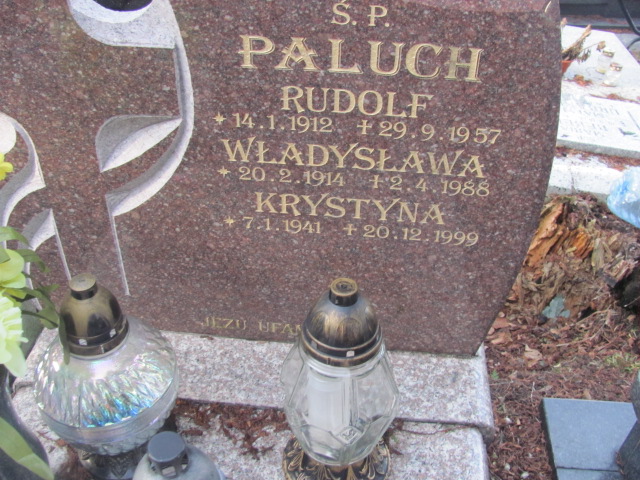 Ś. P.
PALUCH
RUDOLF
* 14.1.1912 + 29.9.1957
WŁADYSŁAWA
* 20.2.1914 + 2.4.1988
KRYSTYNA
* 7.1.1941 + 20.12.1999
JEZU